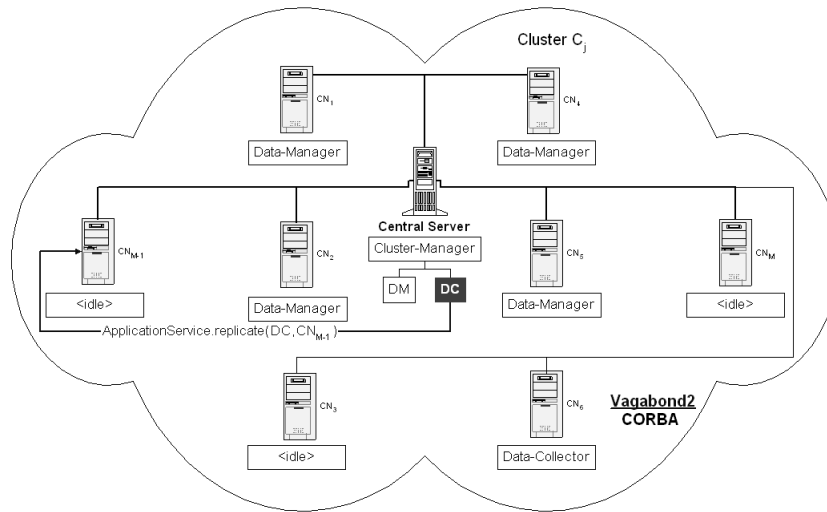 Cluster Cj
CN1
CN4
Data-Manager
Data-Manager
Central Server
Cluster-Manager
DM
DC
CNM-1
CN2
CN5
CNM
<idle>
Data-Manager
Data-Manager
<idle>
ApplicationService.replicate(DC,CNM-1)
CN3
CN6
<idle>
Data-Collector
Vagabond2
CORBA